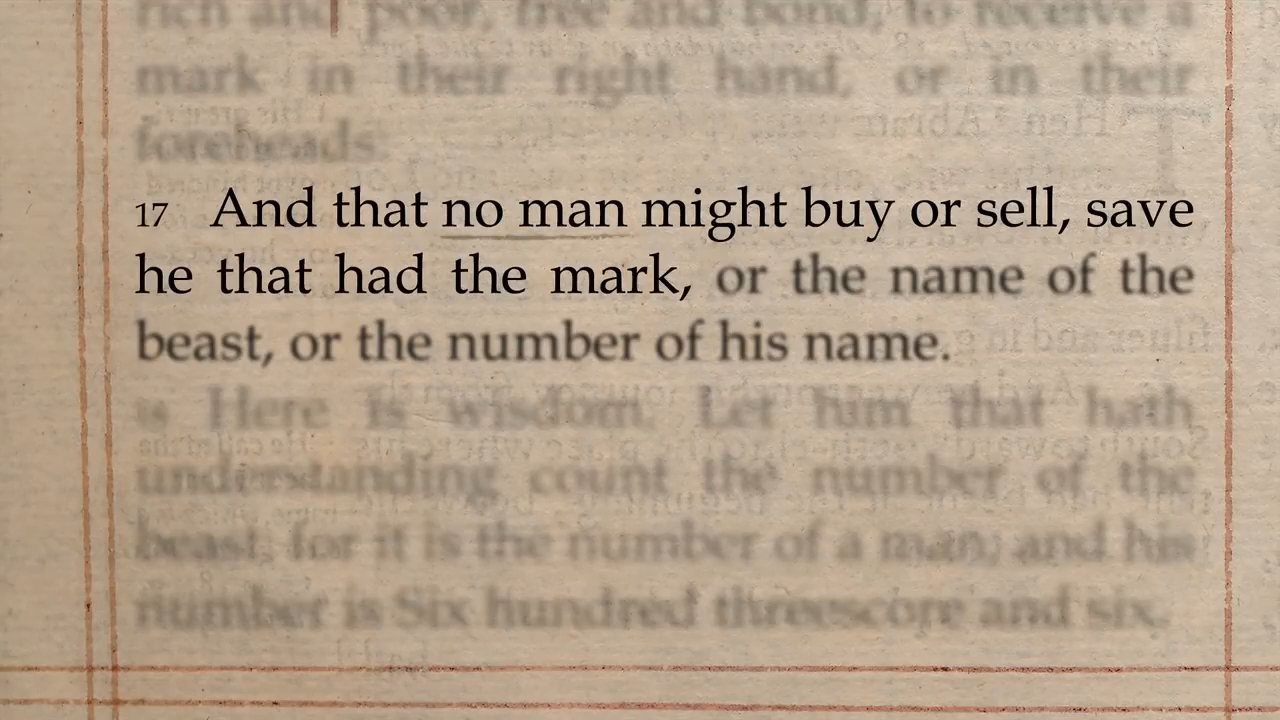 rich and poor, free and bond, to receive a
mark in their right hand, or in their
foreheads:
17 And that no man might buy or sell, save
he that had the mark, or the name of the
beast, or the number of his name.
18 Here is wisdom. Let him that hath
understanding count the number of the
beast: for it is the number of a man; and his
number is Six hundred threescore and six.